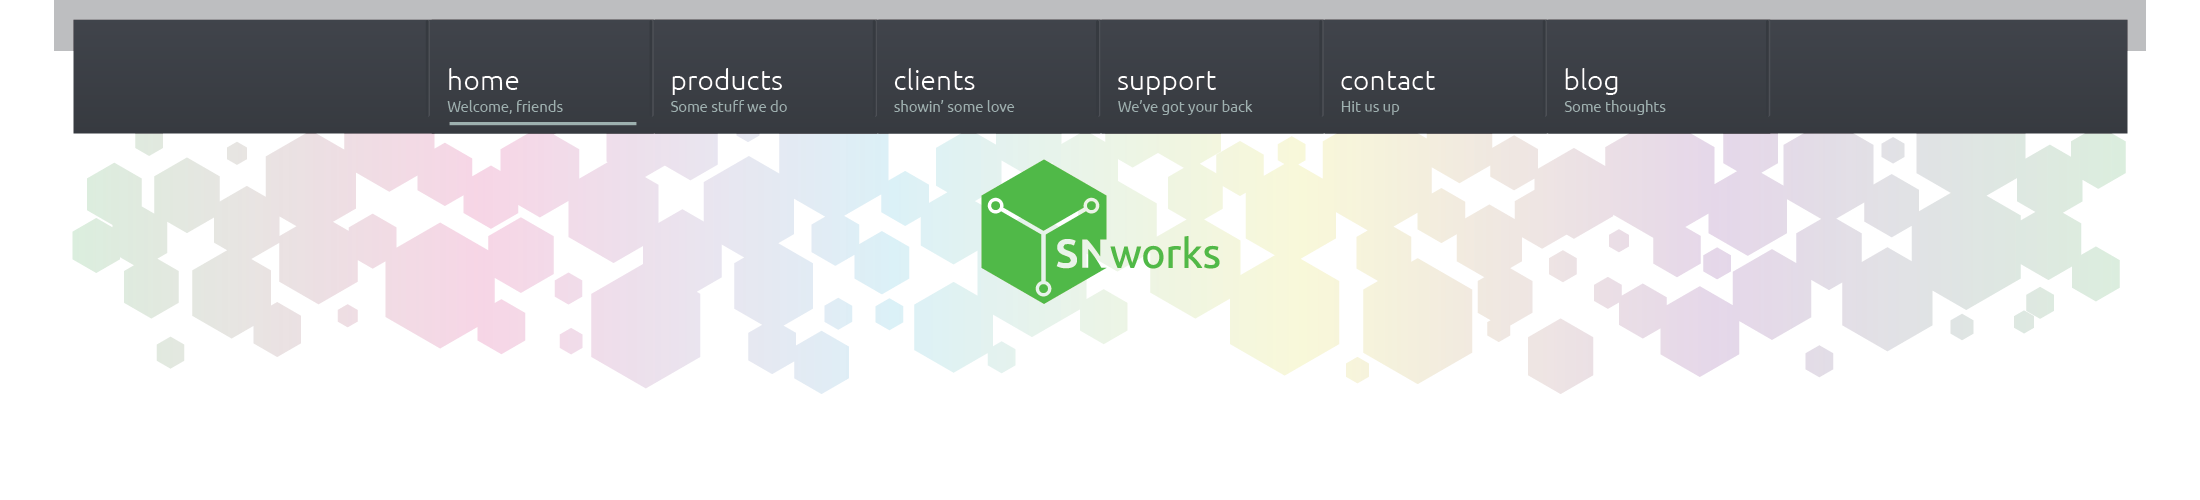 home
Welcome, friends
products
Some stuff we do
clients
showin’ some love
support
We’ve got your back
contact
Hit us up
blog
Some thoughts
SNworks